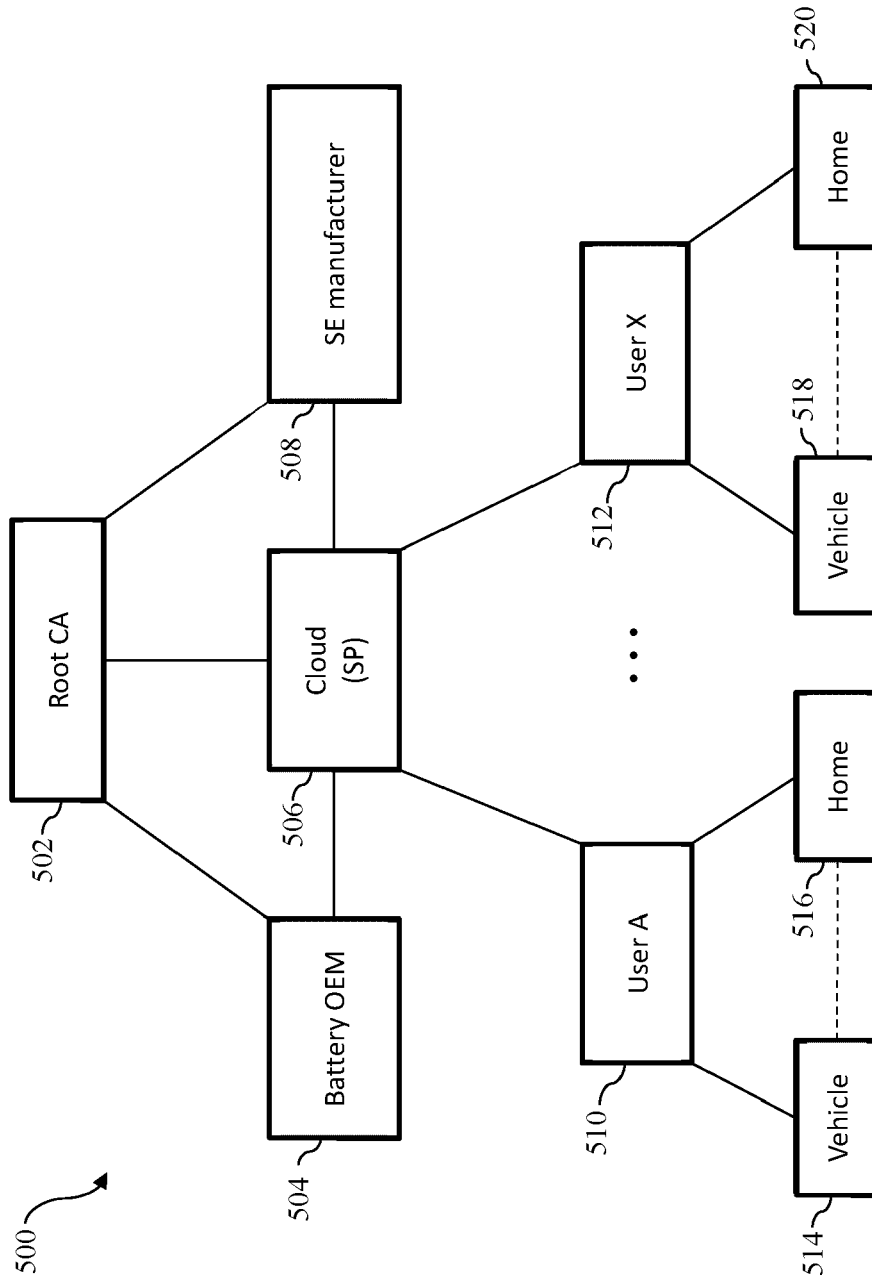 500
502
Root CA
504
Battery OEM
506
Cloud
(SP)
508
SE manufacturer
510
User A
...
512
User X
514
Vehicle
516
Home
518
Vehicle
520
Home